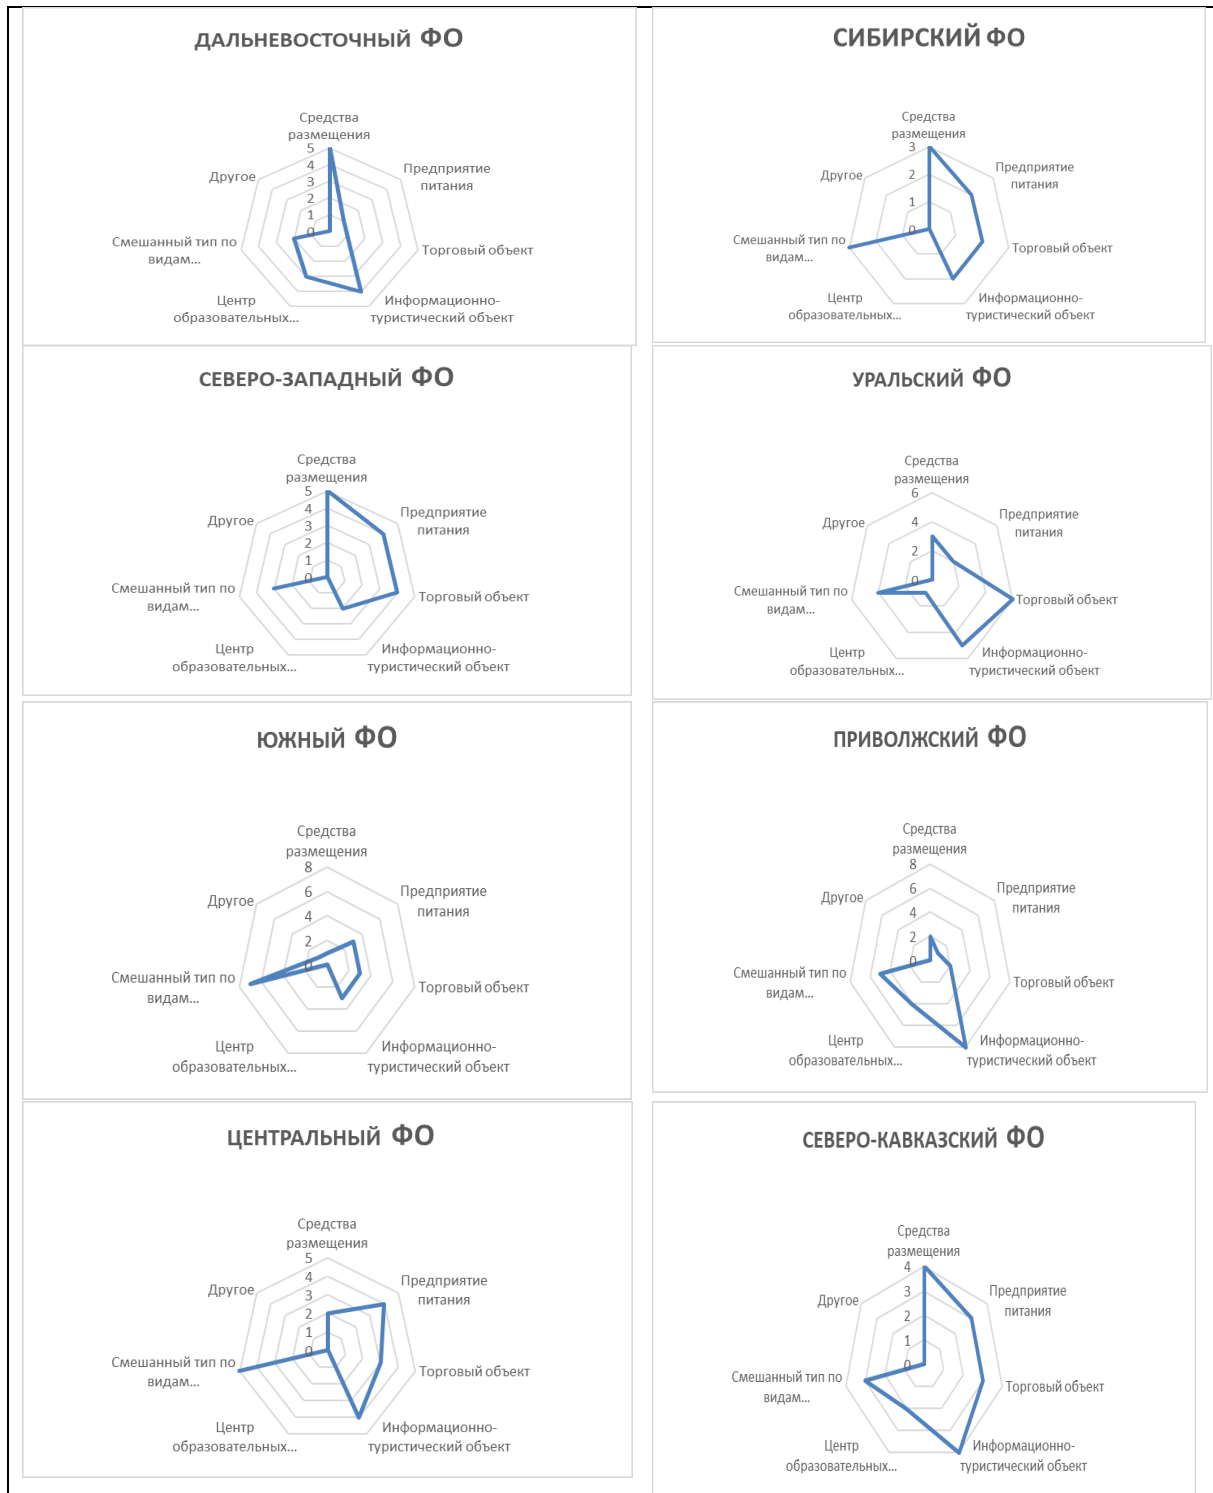 ДАЛЬНЕВОСТОЧНЫЙ ФО
Средства
размещения
5
4
3
2
1
0
Предприятие
питания
Торговый объект
Информационно-
туристический объект
Центр
образовательных...
Смешанный тип по
видам...
Другое
СИБИРСКИЙ ФО
Средства
размещения
3
2
1
0
Предприятие
питания
Торговый объект
Информационно-
туристический объект
Центр
образовательных...
Смешанный тип по
видам...
Другое
СЕВЕРО-ЗАПАДНЫЙ ФО
Средства
размещения
5
4
3
2
1
0
Предприятие
питания
Торговый объект
Информационно-
туристический объект
Центр
образовательных...
Смешанный тип по
видам...
Другое
УРАЛЬСКИЙ ФО
Средства
размещения
6
4
2
0
Предприятие
питания
Торговый объект
Информационно-
туристический объект
Центр
образовательных...
Смешанный тип по
видам...
Другое
ЮЖНЫЙ ФО
Средства
размещения
8
6
4
2
0
Предприятие
питания
Торговый объект
Информационно-
туристический объект
Центр
образовательных...
Смешанный тип по
видам...
Другое
ПРИВОЛЖСКИЙ ФО
Средства
размещения
8
6
4
2
0
Предприятие
питания
Торговый объект
Информационно-
туристический объект
Центр
образовательных...
Смешанный тип по
видам...
Другое
ЦЕНТРАЛЬНЫЙ ФО
Средства
размещения
5
4
3
2
1
0
Предприятие
питания
Торговый объект
Информационно-
туристический объект
Центр
образовательных...
Смешанный тип по
видам...
Другое
СЕВЕРО-КАВКАЗСКИЙ ФО
Средства
размещения
4
3
2
1
0
Предприятие
питания
Торговый объект
Информационно-
туристический объект
Центр
образовательных...
Смешанный тип по
видам...
Другое